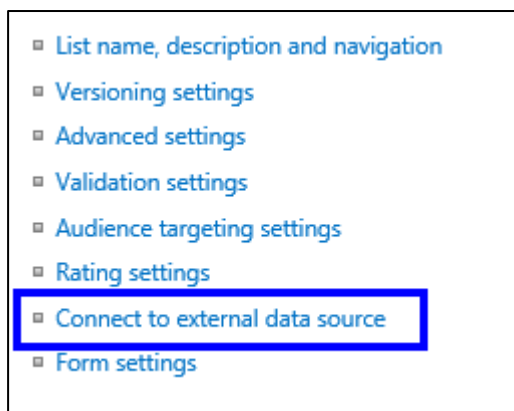 List name, description and navigation
Versioning settings
Advanced settings
Validation settings
Audience targeting settings
Rating settings
Connect to external data source
Form settings